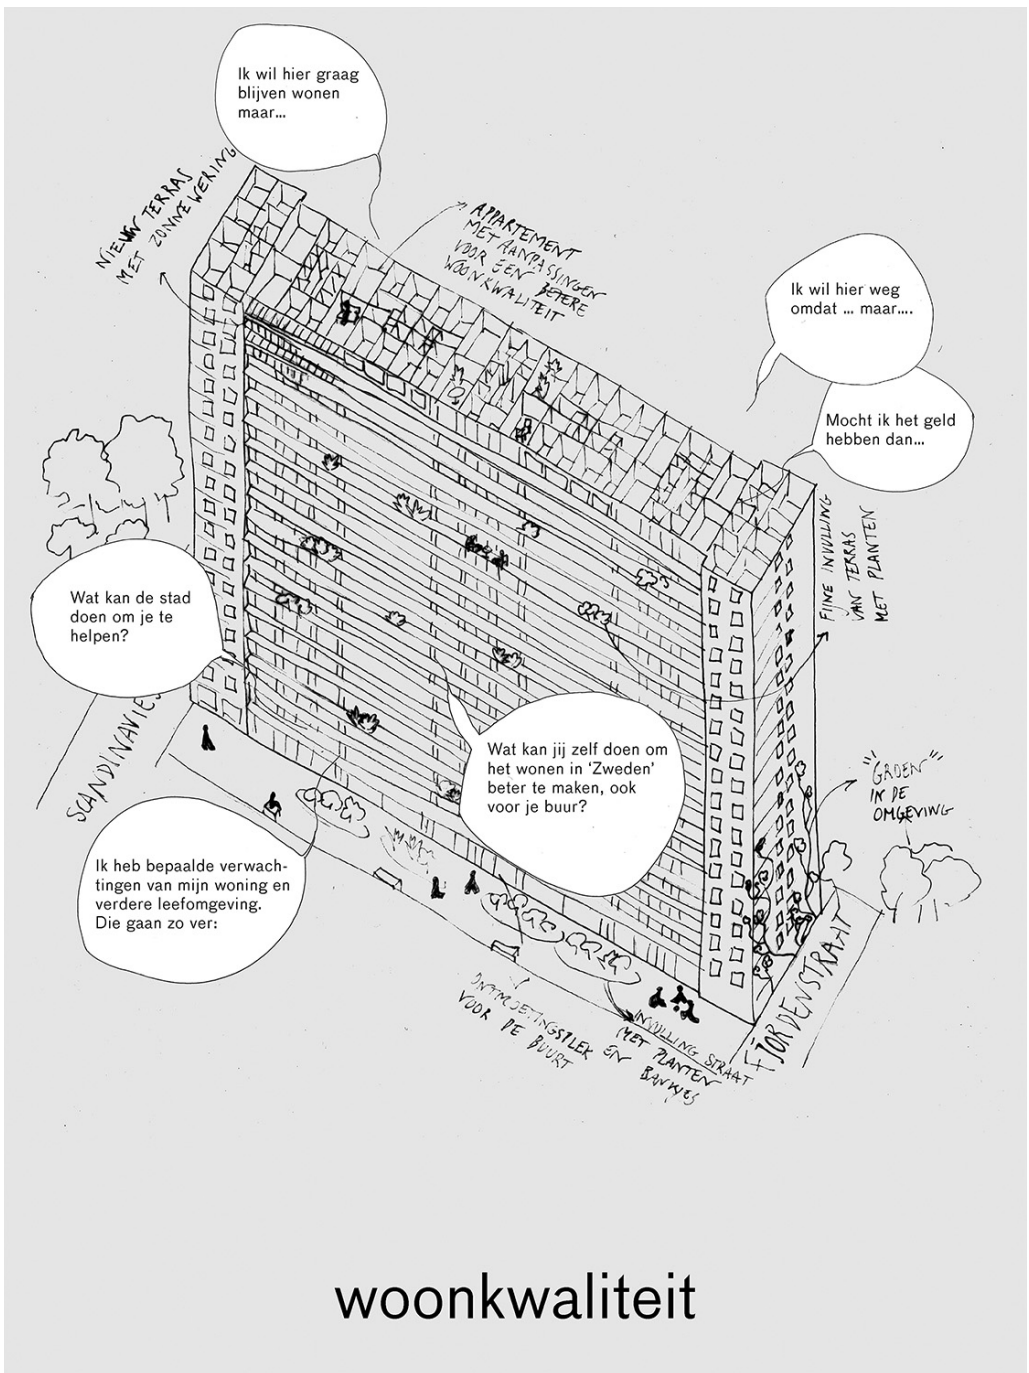 Ik wil hier graag
blijven wonen
maar...
NIEUW TERRAS
MET ZONNEWERING
APPARTEMENT
MET AANPASSINGEN
VOOR EEN BETERE
WOONKWALITEIT
Ik wil hier weg
omdat ... maar....
Mocht ik het geld
hebben dan...
FIJNE INVULLING
VAN TERRAS
MET PLANTEN
Wat kan de stad
doen om je te
helpen?
SCANDINAVIES
Wat kan jij zelf doen om
het wonen in ‘Zweden’
beter te maken, ook
voor je buur?
"GROEN"
IN DE
OMGEVING
Ik heb bepaalde verwach-
tingen van mijn woning en
verdere leefomgeving.
Die gaan zo ver:
ONTMOETINGSPLEK EN
VOOR DE BUURT
INVULLING STRAAT
MET PLANTEN
BANKJES
FJORDENSTRAAT
woonkwaliteit